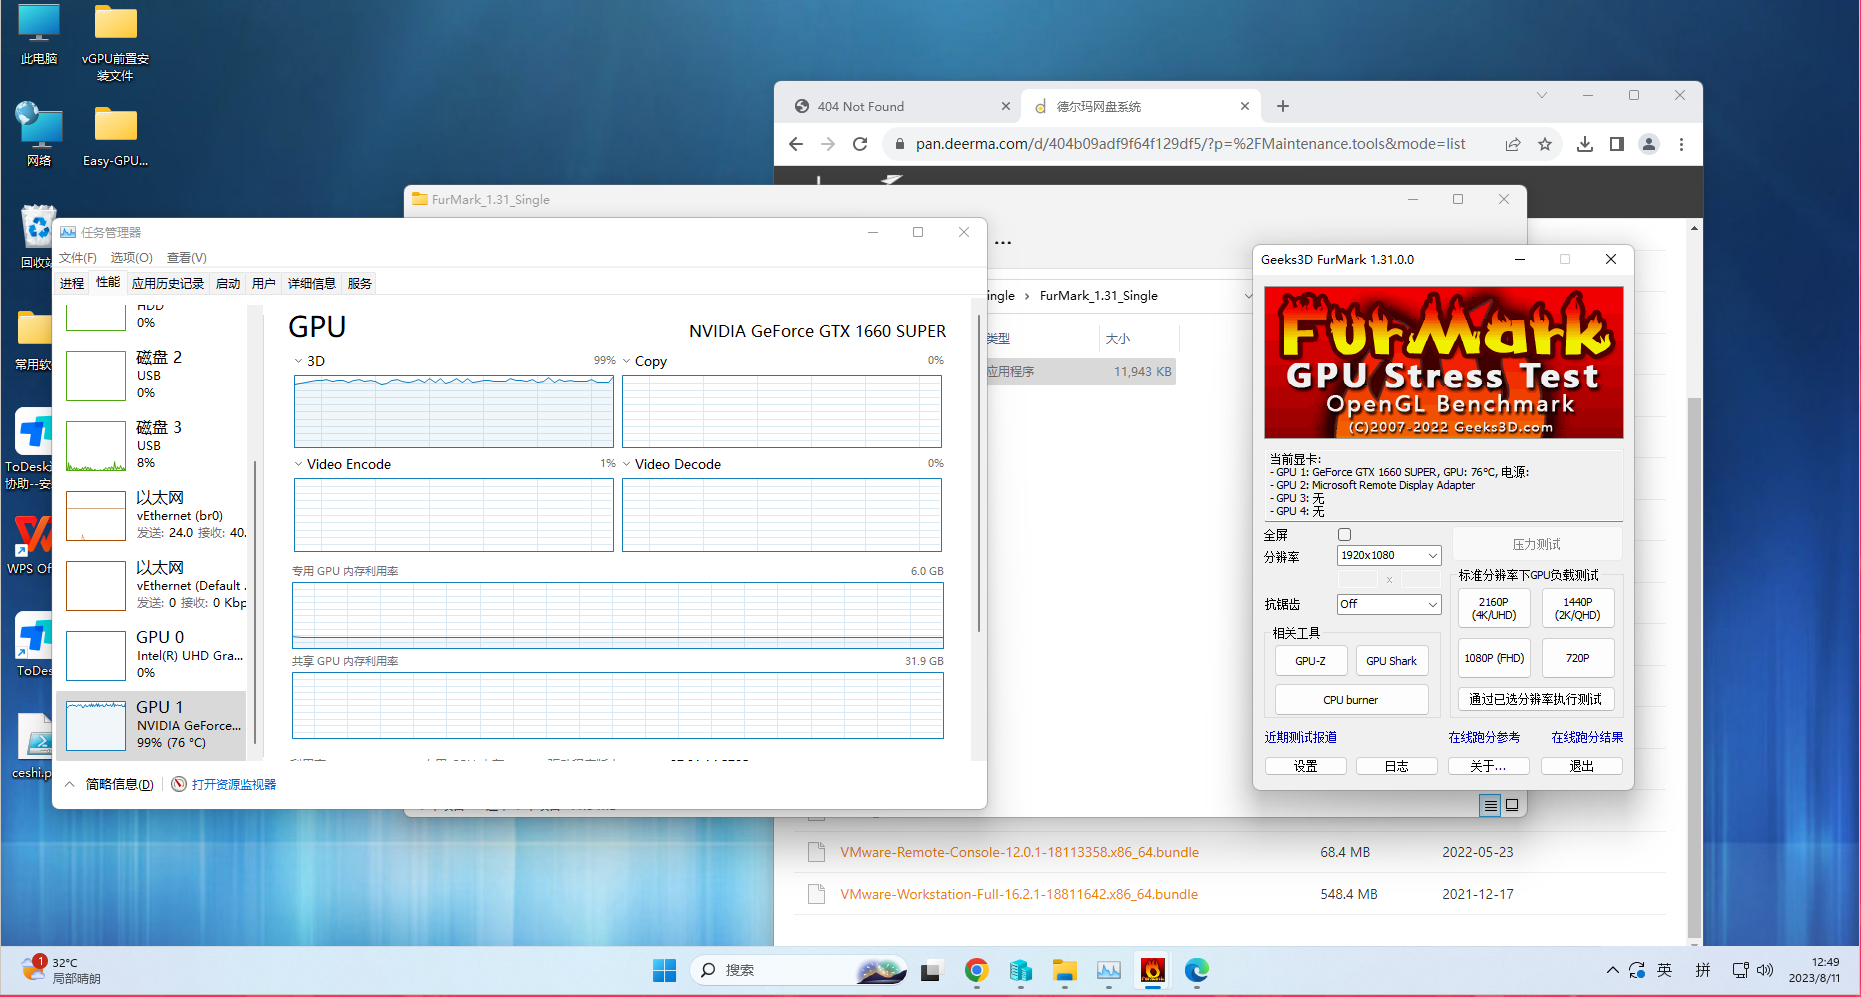 此电脑
vGPU前置安
装文件
网络
Easy-GPU...
回收站
常用软
ToDesk远
协助--安
WPS Off
ToDes
ceshi.p
404 Not Found
德尔玛网盘系统
pan.deerma.com/d/404b09adf9f64f129df5/?p=%2FMaintenance.tools&mode=list
FurMark_1.31_Single
ingle › FurMark_1.31_Single
类型
大小
应用程序
11,943 KB
任务管理器
文件(F) 选项(O) 查看(V)
进程 性能 应用历史记录 启动 用户 详细信息 服务
HDD
0%
磁盘 2
USB
0%
磁盘 3
USB
8%
以太网
vEthernet (br0)
发送: 24.0 接收: 40.
以太网
vEthernet (Default .
发送: 0 接收: 0 Kbp
GPU 0
Intel(R) UHD Gra...
0%
GPU 1
NVIDIA GeForce...
99% (76 °C)
GPU
NVIDIA GeForce GTX 1660 SUPER
3D 99%
Copy 0%
Video Encode 1%
Video Decode 0%
专用 GPU 内存利用率 6.0 GB
共享 GPU 内存利用率 31.9 GB
简略信息(D)
打开资源监视器
Geeks3D FurMark 1.31.0.0
FurMark
GPU Stress Test
OpenGL Benchmark
(C)2007-2022 Geeks3D.com
当前显卡:
- GPU 1: GeForce GTX 1660 SUPER, GPU: 76°C, 电源:
- GPU 2: Microsoft Remote Display Adapter
- GPU 3: 无
- GPU 4: 无
全屏
压力测试
分辨率 1920x1080
x
标准分辨率下GPU负载测试
抗锯齿 Off
2160P
(4K/UHD)
1440P
(2K/QHD)
相关工具
GPU-Z
GPU Shark
1080P (FHD)
720P
CPU burner
通过已选分辨率执行测试
近期测试报道
在线跑分参考
在线跑分结果
设置
日志
关于...
退出
VMware-Remote-Console-12.0.1-18113358.x86_64.bundle 68.4 MB 2022-05-23
VMware-Workstation-Full-16.2.1-18811642.x86_64.bundle 548.4 MB 2021-12-17
1
32°C
局部晴朗
搜索
英
拼
12:49
2023/8/11